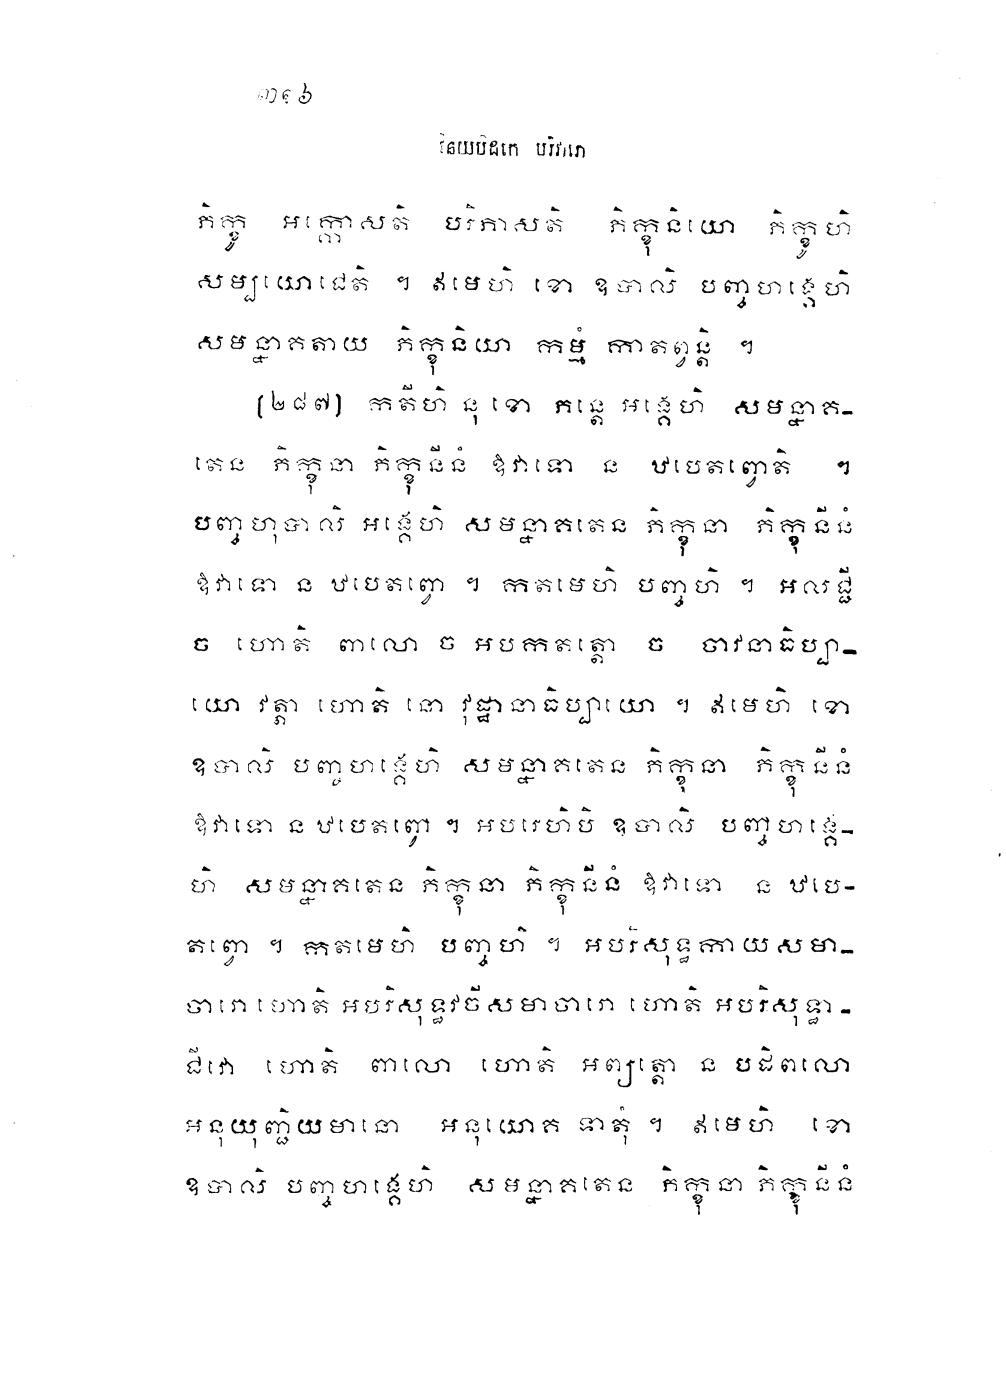 ៣១៦
វិនយបិដកេ បរិវារោ
ភិក្ខូ អក្កោសតិ បរិភាសតិ ភិក្ខុនិយោ ភិក្ខូហិ
សម្បយោជេតិ ។ ឥមេហិ ខោ ឧបាលិ បញ្ចហង្គេហិ
សមន្នាគតាយ ភិក្ខុនិយា កម្មំ កាតព្វន្តិ ។
(២៨៧) កតីហិ នុ ខោ ភន្តេ អង្គេហិ សមន្នាគ-
តេន ភិក្ខុនា ភិក្ខុនីនំ ឱវាទោ ន ឋបេតព្វោតិ ។
បញ្ចហុបាលិ អង្គេហិ សមន្នាគតេន ភិក្ខុនា ភិក្ខុនីនំ
ឱវាទោ ន ឋបេតព្វោ ។ កតមេហិ បញ្ចហិ ។ អលជ្ជី
ច ហោតិ ពាលោ ច អបកតត្តោ ច ចាវនាធិប្បា-
យោ វត្តា ហោតិ នោ វុដ្ឋានាធិប្បាយោ ។ ឥមេហិ ខោ
ឧបាលិ បញ្ចហង្គេហិ សមន្នាគតេន ភិក្ខុនា ភិក្ខុនីនំ
ឱវាទោ ន ឋបេតព្វោ ។ អបរេហិបិ ឧបាលិ បញ្ចហង្គេ-
ហិ សមន្នាគតេន ភិក្ខុនា ភិក្ខុនីនំ ឱវាទោ ន ឋបេ-
តព្វោ ។ កតមេហិ បញ្ចហិ ។ អបរិសុទ្ធកាយសមា-
ចារោ ហោតិ អបរិសុទ្ធវចីសមាចារោ ហោតិ អបរិសុទ្ធា-
ជីវោ ហោតិ ពាលោ ហោតិ អព្យត្តោ ន បដិពលោ
អនុយុញ្ជិយមានោ អនុយោគ ទាតុំ ។ ឥមេហិ ខោ
ឧបាលិ បញ្ចហង្គេហិ សមន្នាគតេន ភិក្ខុនា ភិក្ខុនីនំ